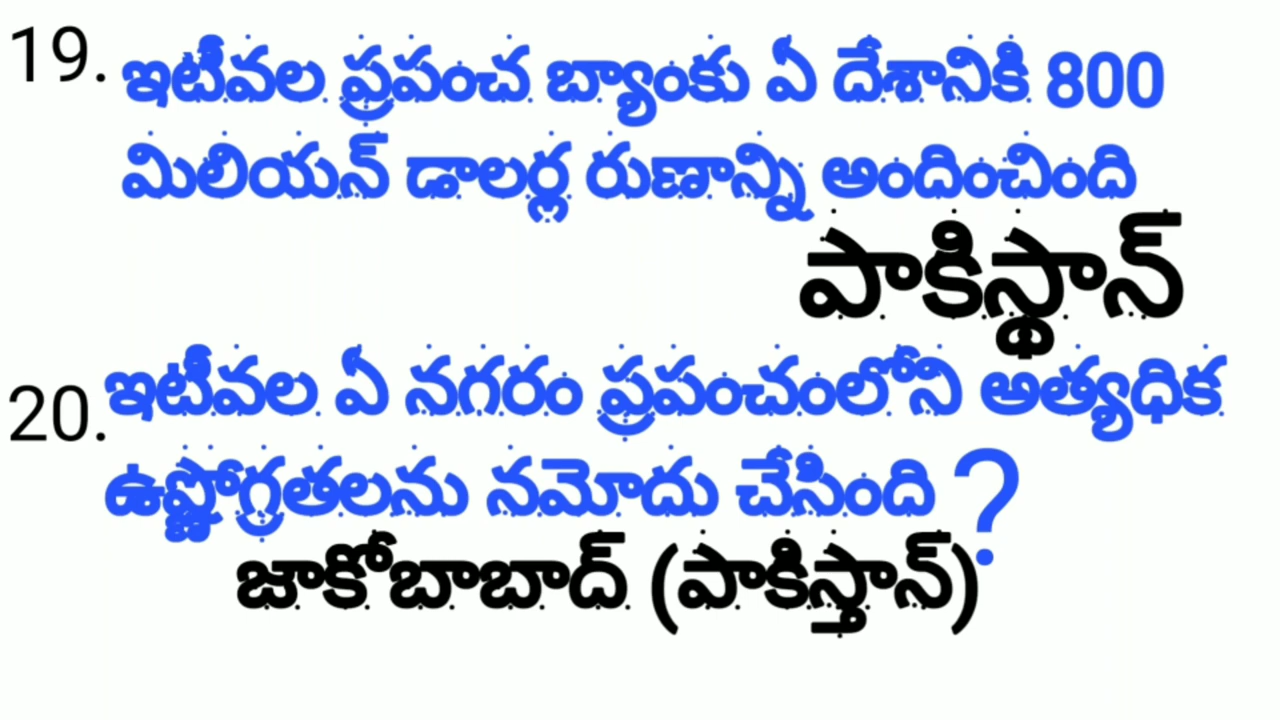 19. ఇటీవల ప్రపంచ బ్యాంకు ఏ దేశానికి 800
మిలియన్ డాలర్ల రుణాన్ని అందించింది
పాకిస్థాన్
20. ఇటీవల ఏ నగరం ప్రపంచంలోని అత్యధిక
ఉష్ణోగ్రతలను నమోదు చేసింది?
జాకోబాబాద్ (పాకిస్తాన్)